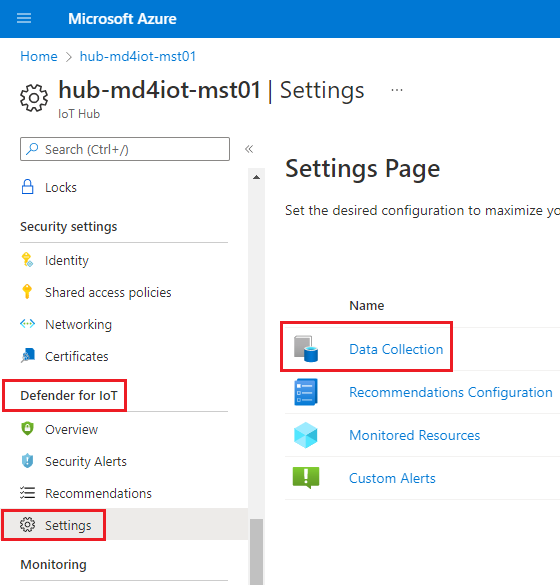 Microsoft Azure
Home > hub-md4iot-mst01
hub-md4iot-mst01 | Settings ...
IoT Hub
Search (Ctrl+/)
Locks
Security settings
Identity
Shared access policies
Networking
Certificates
Defender for IoT
Overview
Security Alerts
Recommendations
Settings
Monitoring
Settings Page
Set the desired configuration to maximize yo
Name
Data Collection
Recommendations Configuration
Monitored Resources
Custom Alerts